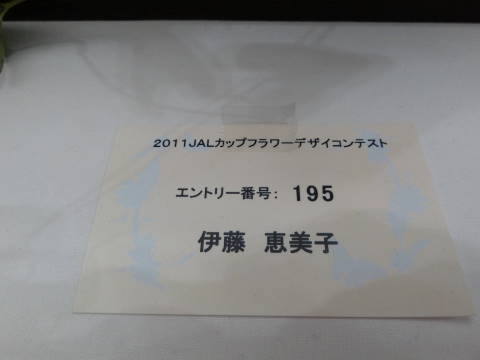 2011JALカップフラワーデザイコンテスト
エントリー番号: 195
伊藤 恵美子